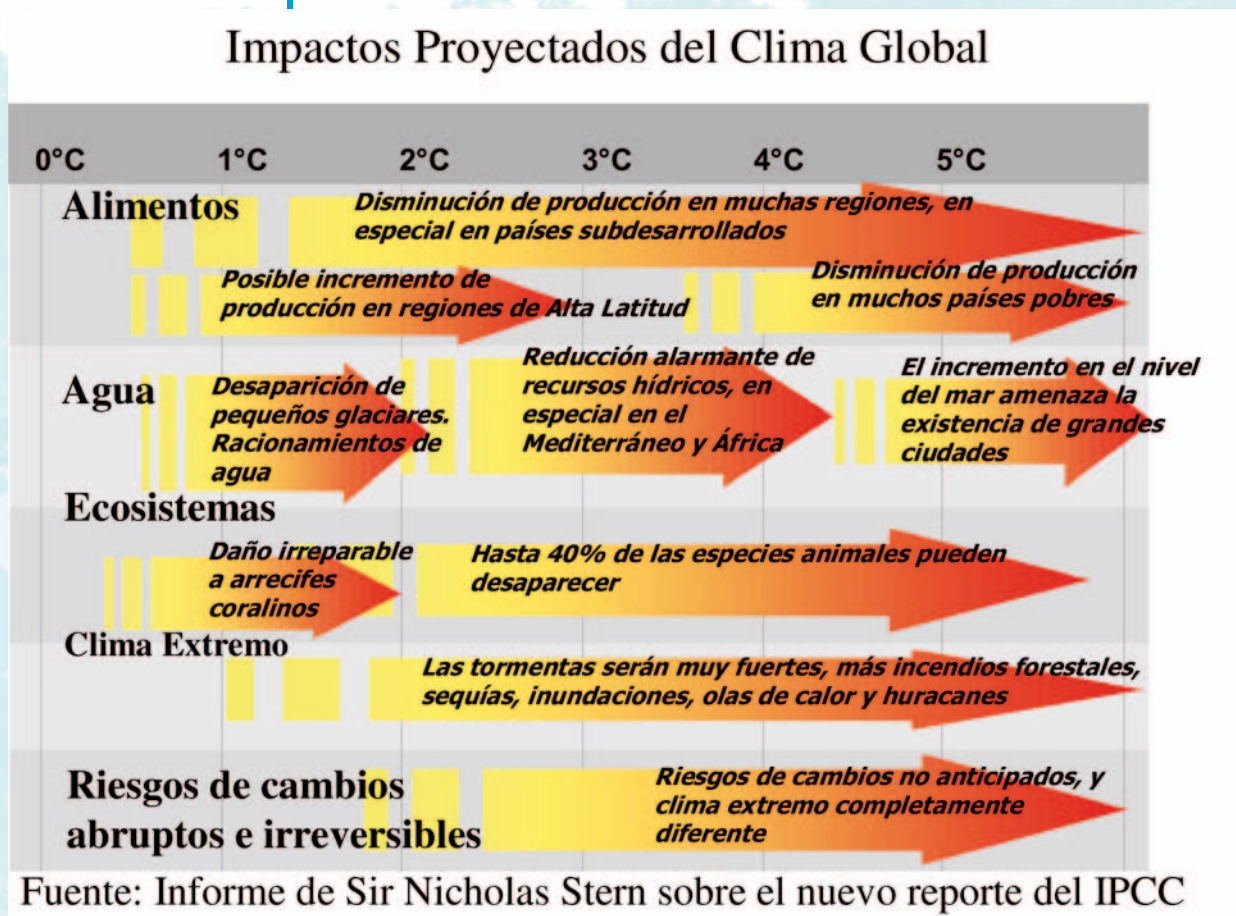 Impactos Proyectados del Clima Global
0°C 1°C 2°C 3°C 4°C 5°C
Alimentos
Disminución de producción en muchas regiones, en
especial en países subdesarrollados
Posible incremento de
producción en regiones de Alta Latitud
Disminución de producción
en muchos países pobres
Agua
Desaparición de
pequeños glaciares.
Racionamientos de
agua
Reducción alarmante de
recursos hídricos, en
especial en el
Mediterráneo y África
El incremento en el nivel
del mar amenaza la
existencia de grandes
ciudades
Ecosistemas
Daño irreparable
a arrecifes
coralinos
Hasta 40% de las especies animales pueden
desaparecer
Clima Extremo
Las tormentas serán muy fuertes, más incendios forestales,
sequías, inundaciones, olas de calor y huracanes
Riesgos de cambios
abruptos e irreversibles
Riesgos de cambios no anticipados, y
clima extremo completamente
diferente
Fuente: Informe de Sir Nicholas Stern sobre el nuevo reporte del IPCC